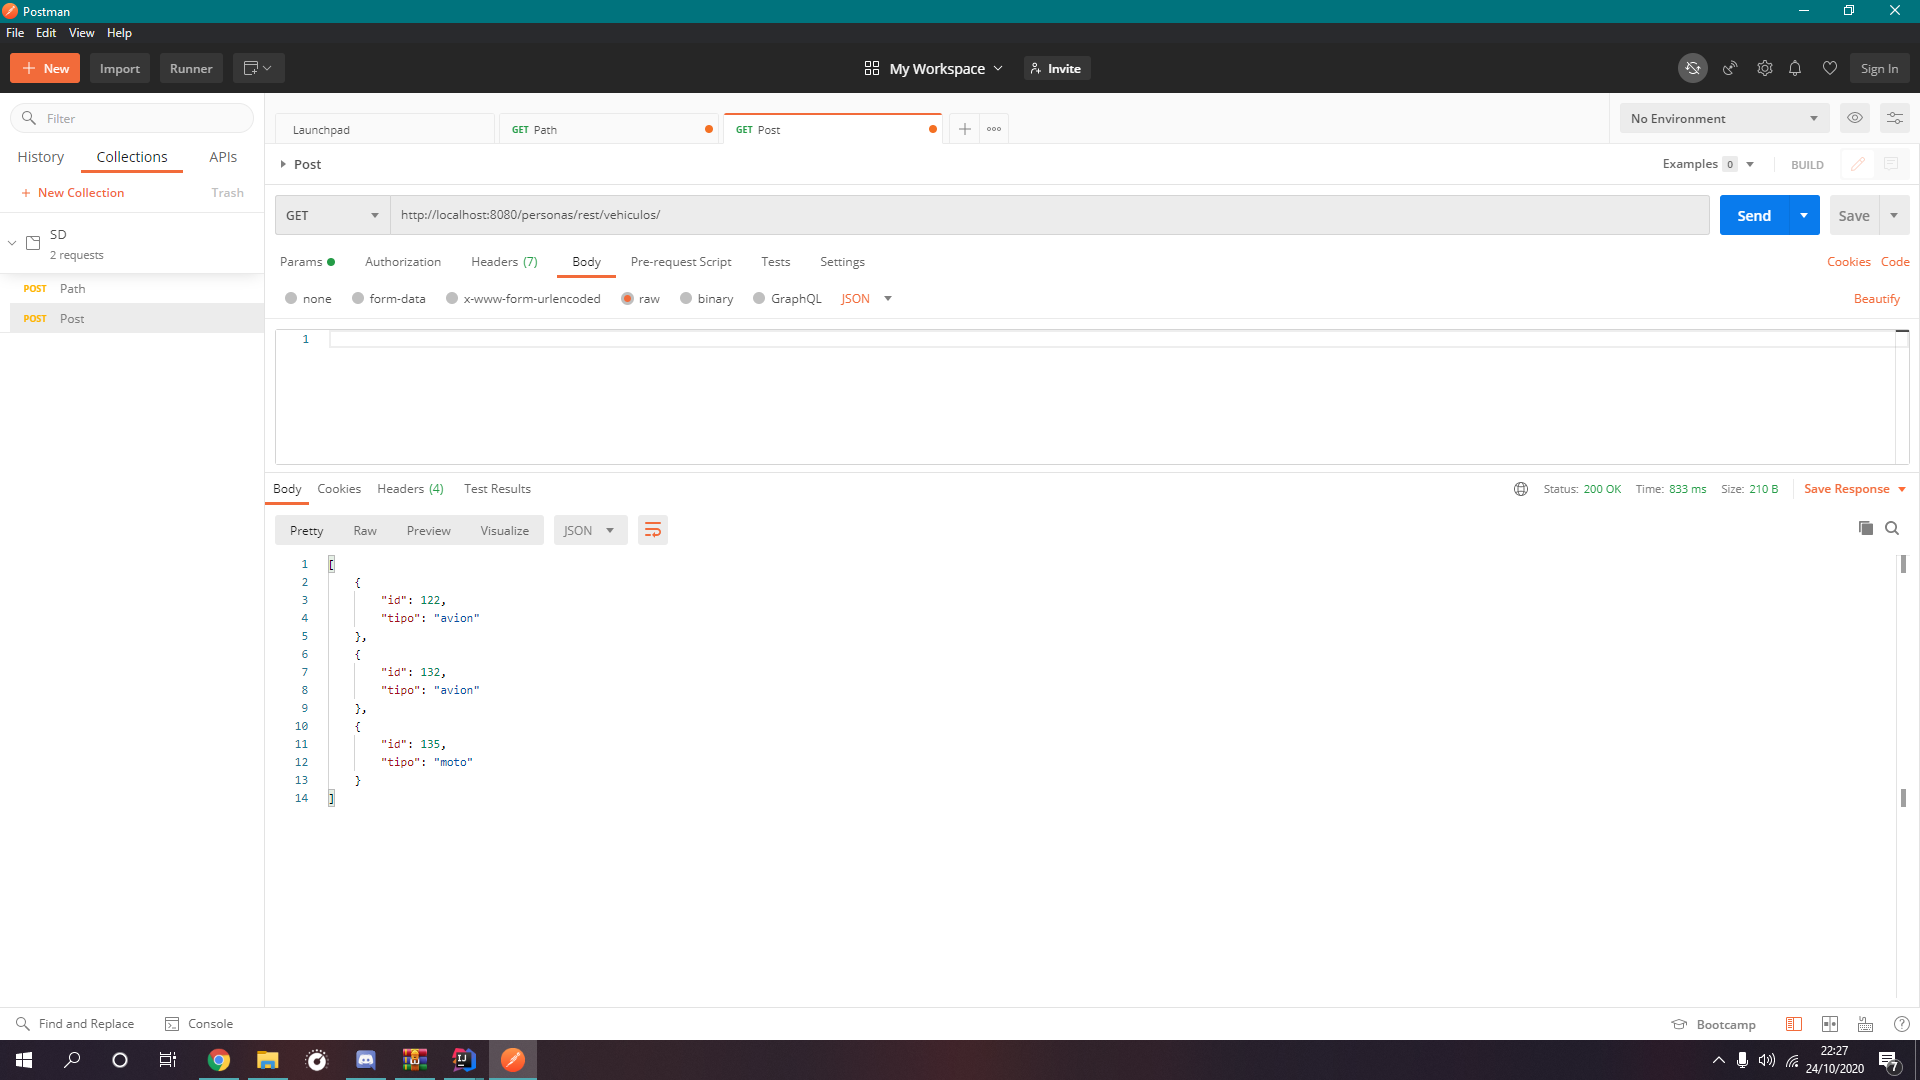 Postman
File Edit View Help
New Import Runner My Workspace Invite Sign In
Filter
History Collections APIs
+ New Collection Trash
SD
2 requests
POST Path
POST Post
Launchpad GET Path GET Post No Environment
Post Examples 0 BUILD
GET http://localhost:8080/personas/rest/vehiculos/ Send Save
Params Authorization Headers (7) Body Pre-request Script Tests Settings Cookies Code
none form-data x-www-form-urlencoded raw binary GraphQL JSON Beautify
1
Body Cookies Headers (4) Test Results Status: 200 OK Time: 833 ms Size: 210 B Save Response
Pretty Raw Preview Visualize JSON
1 [
2 {
3 "id": 122,
4 "tipo": "avion"
5 },
6 {
7 "id": 132,
8 "tipo": "avion"
9 },
10 {
11 "id": 135,
12 "tipo": "moto"
13 }
14 ]
Find and Replace Console Bootcamp
22:27
24/10/2020
7